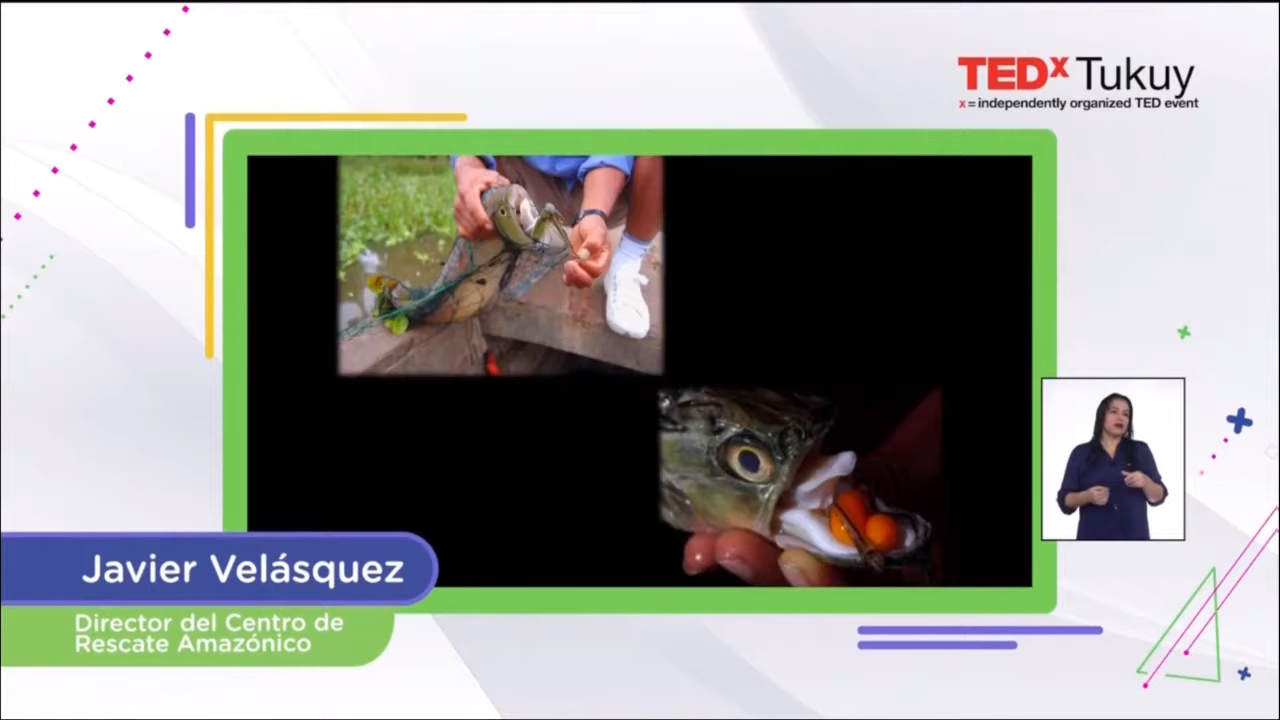 TEDx Tukuy
x = independently organized TED event
Javier Velásquez
Director del Centro de
Rescate Amazónico